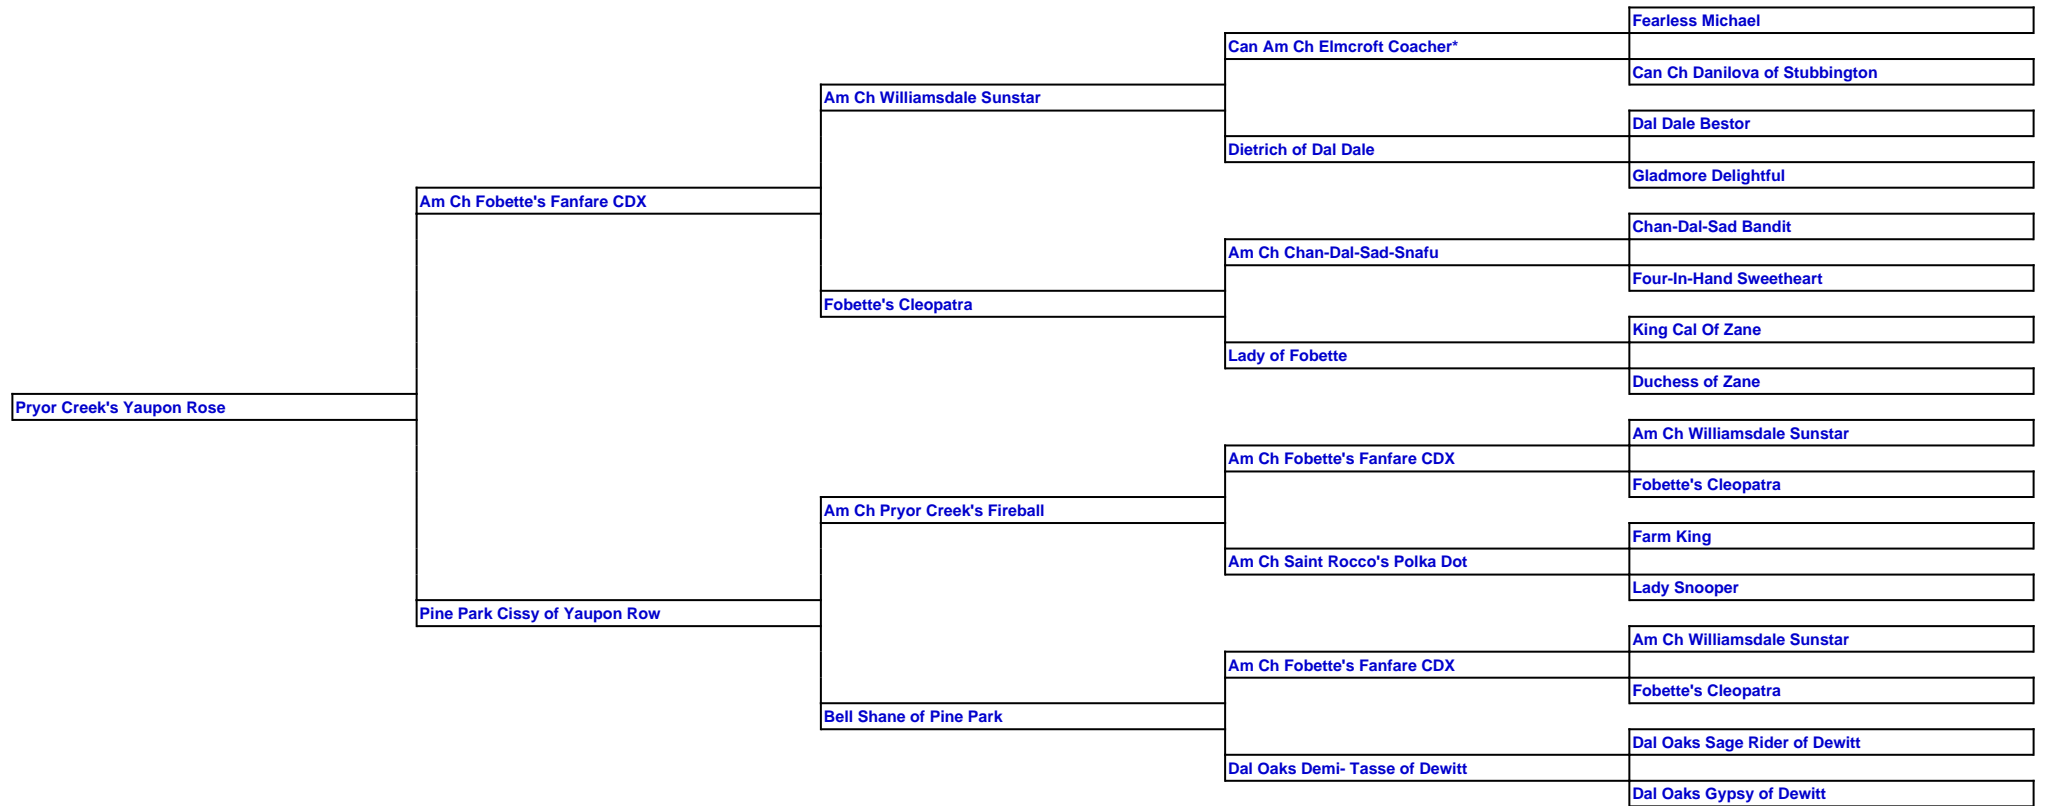 Fearless Michael
Can Am Ch Elmcroft Coacher*
Can Ch Danilova of Stubbington
Am Ch Williamsdale Sunstar
Dal Dale Bestor
Dietrich of Dal Dale
Gladmore Delightful
Am Ch Fobette's Fanfare CDX
Chan-Dal-Sad Bandit
Am Ch Chan-Dal-Sad-Snafu
Four-In-Hand Sweetheart
Fobette's Cleopatra
King Cal Of Zane
Lady of Fobette
Duchess of Zane
Pryor Creek's Yaupon Rose
Am Ch Williamsdale Sunstar
Am Ch Fobette's Fanfare CDX
Fobette's Cleopatra
Am Ch Pryor Creek's Fireball
Farm King
Am Ch Saint Rocco's Polka Dot
Lady Snooper
Pine Park Cissy of Yaupon Row
Am Ch Williamsdale Sunstar
Am Ch Fobette's Fanfare CDX
Fobette's Cleopatra
Bell Shane of Pine Park
Dal Oaks Sage Rider of Dewitt
Dal Oaks Demi- Tasse of Dewitt
Dal Oaks Gypsy of Dewitt